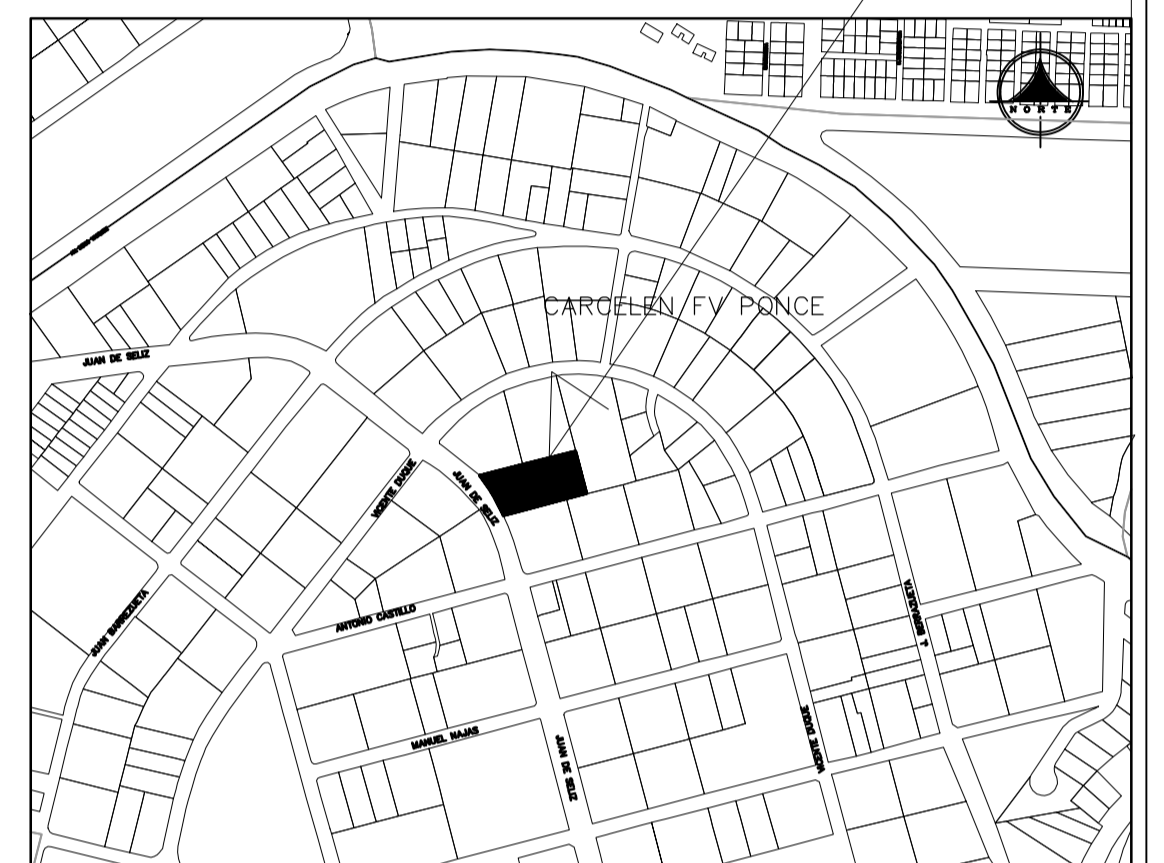 NORTE
CARCELEN FV PONCE
JUAN DE SELIZ
VICENTE DUQUE
JUAN DE SELIZ
JUAN BARREZUETA
ANTONIO CASTILLO
T BERRAZUETA
MANUEL NAJAS
JUAN DE SELIZ
VICENTE DUQUE